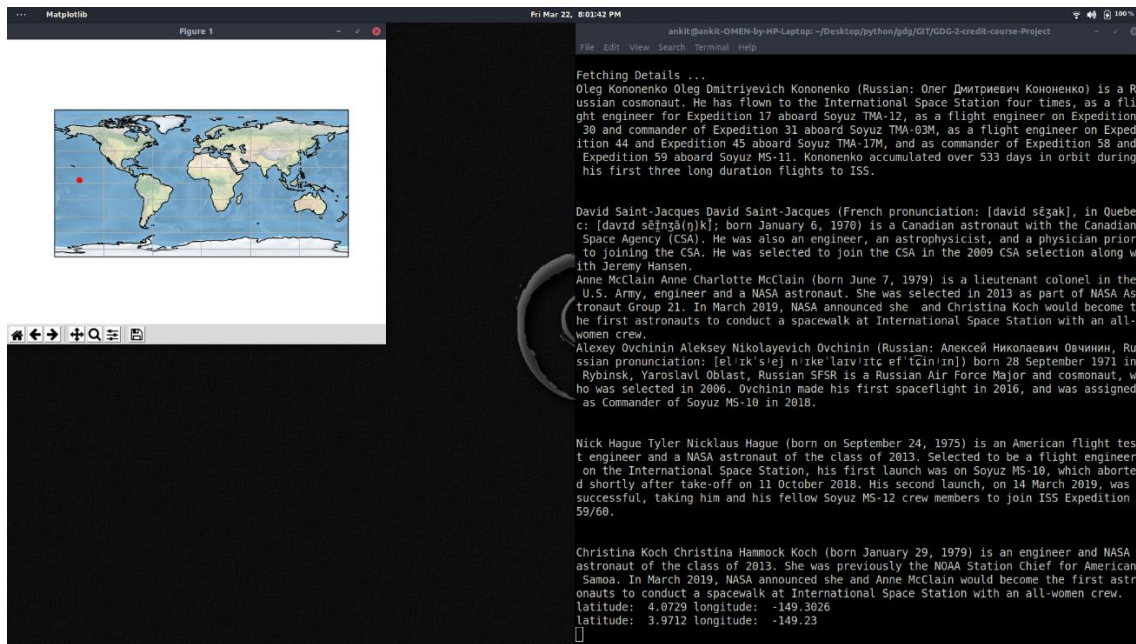 Matplotlib
Fri Mar 22, 8:01:42 PM
100%
Figure 1
ankit@ankit-OMEN-by-HP-Laptop: ~/Desktop/python/gdg/GIT/GDG-2-credit-course-Project
File Edit View Search Terminal Help
Fetching Details ...
Oleg Kononenko Oleg Dmitriyevich Kononenko (Russian: Олег Дмитриевич Кононенко) is a R
ussian cosmonaut. He has flown to the International Space Station four times, as a fli
ght engineer for Expedition 17 aboard Soyuz TMA-12, as a flight engineer on Expedition
30 and commander of Expedition 31 aboard Soyuz TMA-03M, as a flight engineer on Exped
ition 44 and Expedition 45 aboard Soyuz TMA-17M, and as commander of Expedition 58 and
Expedition 59 aboard Soyuz MS-11. Kononenko accumulated over 533 days in orbit during
his first three long duration flights to ISS.
David Saint-Jacques David Saint-Jacques (French pronunciation: [david sɛ̃ʒak], in Quebe
c: born January 6, 1970) is a Canadian astronaut with the Canadian
Space Agency (CSA). He was also an engineer, an astrophysicist, and a physician prior
to joining the CSA. He was selected to join the CSA in the 2009 CSA selection along w
ith Jeremy Hansen.
Anne McClain Anne Charlotte McClain (born June 7, 1979) is a lieutenant colonel in the
U.S. Army, engineer and a NASA astronaut. She was selected in 2013 as part of NASA As
tronaut Group 21. In March 2019, NASA announced she and Christina Koch would become t
he first astronauts to conduct a spacewalk at International Space Station with an all-
women crew.
Alexey Ovchinin Aleksey Nikolayevich Ovchinin (Russian: Алексей Николаевич Овчинин, Ru
ssian pronunciation: born 28 September 1971 in
Rybinsk, Yaroslavl Oblast, Russian SFSR is a Russian Air Force Major and cosmonaut, w
ho was selected in 2006. Ovchinin made his first spaceflight in 2016, and was assigned
as Commander of Soyuz MS-10 in 2018.
Nick Hague Tyler Nicklaus Hague (born on September 24, 1975) is an American flight tes
t engineer and a NASA astronaut of the class of 2013. Selected to be a flight engineer
on the International Space Station, his first launch was on Soyuz MS-10, which aborte
d shortly after take-off on 11 October 2018. His second launch, on 14 March 2019, was
successful, taking him and his fellow Soyuz MS-12 crew members to join ISS Expedition
59/60.
Christina Koch Christina Hammock Koch (born January 29, 1979) is an engineer and NASA
astronaut of the class of 2013. She was previously the NOAA Station Chief for American
Samoa. In March 2019, NASA announced she and Anne McClain would become the first astr
onauts to conduct a spacewalk at International Space Station with an all-women crew.
latitude: 4.0729 longitude: -149.3026
latitude: 3.9712 longitude: -149.23